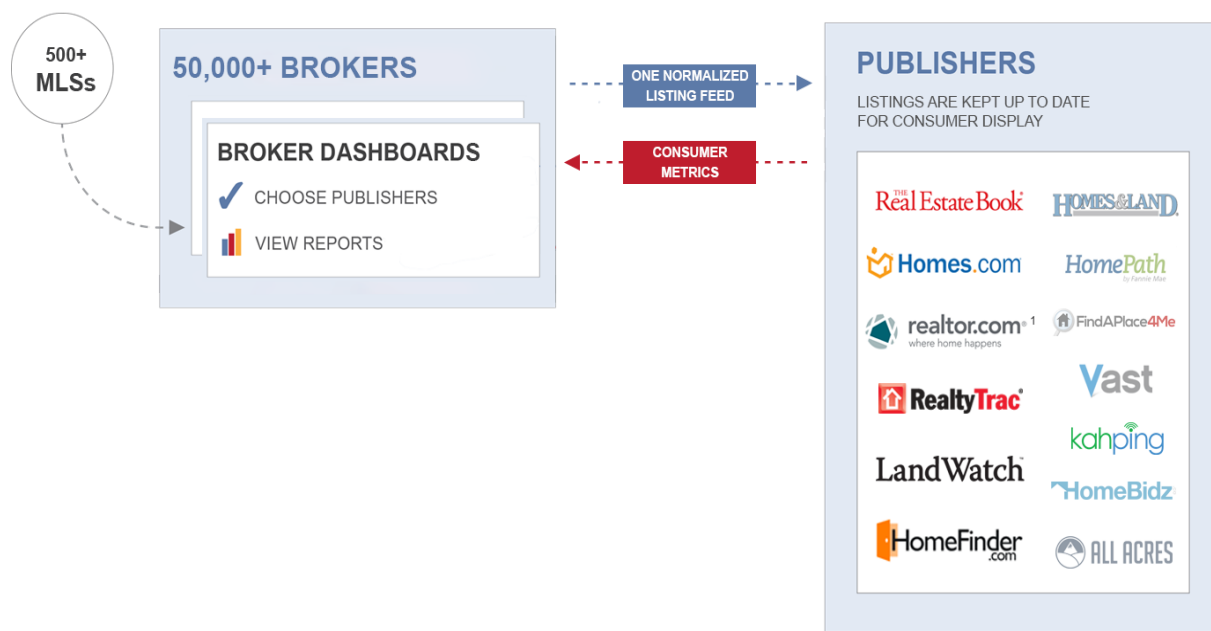 500+
MLSs
50,000+ BROKERS
BROKER DASHBOARDS
CHOOSE PUBLISHERS
VIEW REPORTS
ONE NORMALIZED
LISTING FEED
CONSUMER
METRICS
PUBLISHERS
LISTINGS ARE KEPT UP TO DATE
FOR CONSUMER DISPLAY
THE
Real Estate Book®
HOMES&LAND®
Homes.com
HomePath
by Fannie Mae
realtor.com® 1
where home happens
FindAPlace4Me
RealtyTrac®
Vast
kahping
LandWatch™
HomeBidz
HomeFinder
.com
ALL ACRES